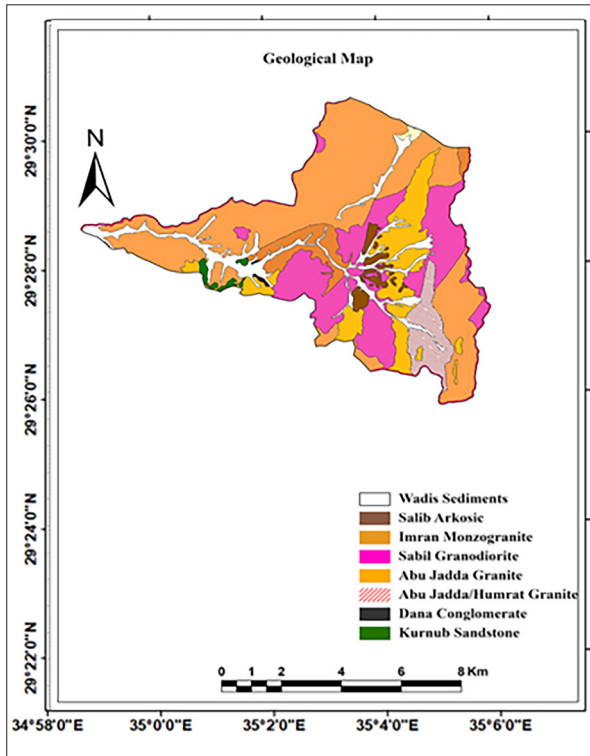 Geological Map
N
29°30'0"N
29°28'0"N
29°26'0"N
29°24'0"N
29°22'0"N
Wadis Sediments
Salib Arkosic
Imran Monzogranite
Sabil Granodiorite
Abu Jadda Granite
Abu Jadda/Humrat Granite
Dana Conglomerate
Kurnub Sandstone
0 1 2 4 6 8 Km
34°58'0"E 35°0'0"E 35°2'0"E 35°4'0"E 35°6'0"E